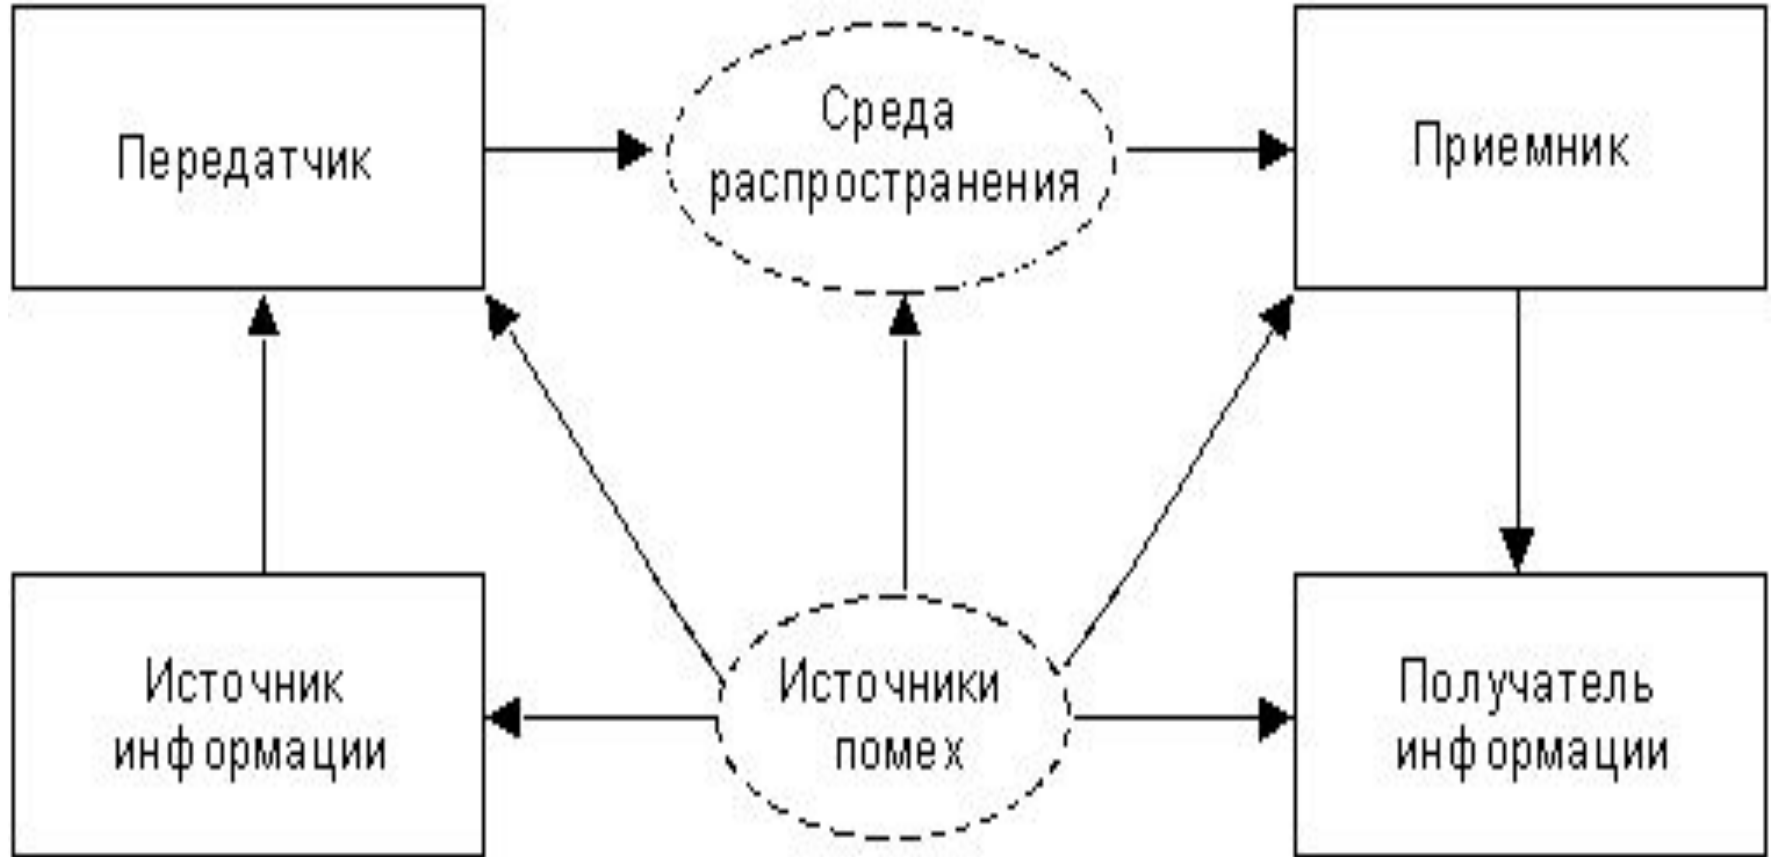 Передатчик
Среда
распространения
Приемник
Источник
информации
Источники
помех
Получатель
информации